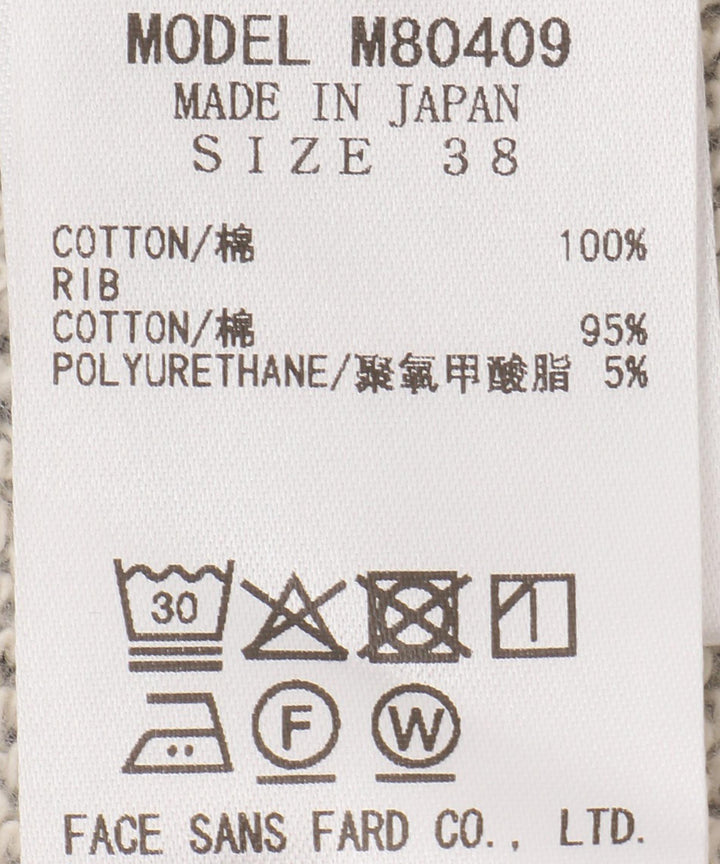 MODEL M80409
MADE IN JAPAN
SIZE 38
COTTON/棉 100%
RIB
COTTON/棉 95%
POLYURETHANE/聚氨甲酸脂 5%
30
F W
FACE SANS FARD CO., LTD.